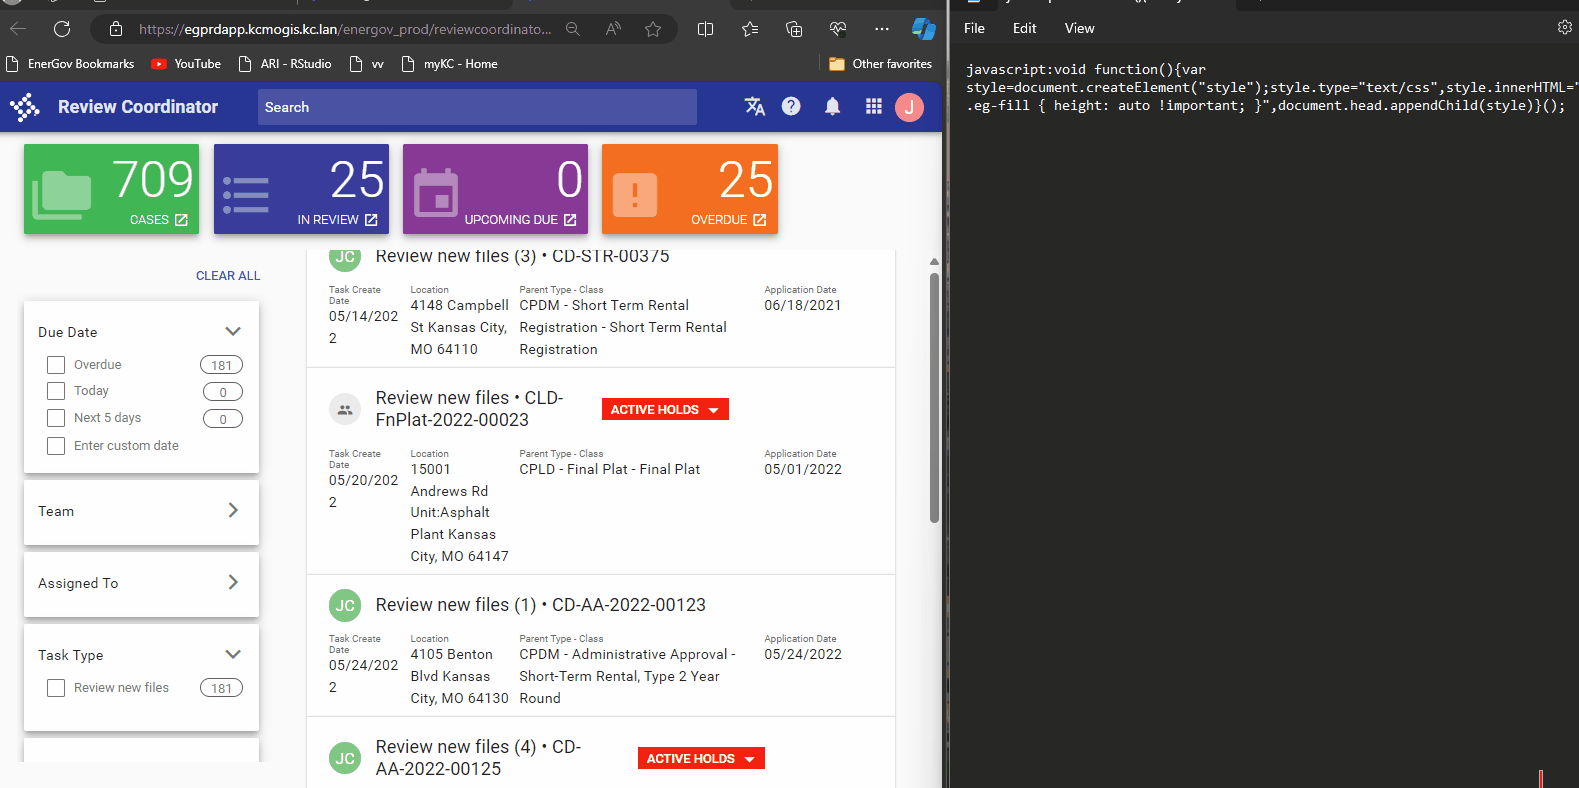 https://egprdapp.kcmogis.kc.lan/energov_prod/reviewcoordinato...
EnerGov Bookmarks
YouTube
ARI - RStudio
vv
myKC - Home
Other favorites
Review Coordinator
Search
J
709
CASES
25
IN REVIEW
0
UPCOMING DUE
25
OVERDUE
CLEAR ALL
Due Date
Overdue 181
Today 0
Next 5 days 0
Enter custom date
Team
Assigned To
Task Type
Review new files 181
JC Review new files (3) • CD-STR-00375
Task Create
Date
05/14/202
2
Location
4148 Campbell
St Kansas City,
MO 64110
Parent Type - Class
CPDM - Short Term Rental
Registration - Short Term Rental
Registration
Application Date
06/18/2021
Review new files • CLD-
FnPlat-2022-00023
ACTIVE HOLDS
Task Create
Date
05/20/202
2
Location
15001
Andrews Rd
Unit:Asphalt
Plant Kansas
City, MO 64147
Parent Type - Class
CPLD - Final Plat - Final Plat
Application Date
05/01/2022
JC Review new files (1) • CD-AA-2022-00123
Task Create
Date
05/24/202
2
Location
4105 Benton
Blvd Kansas
City, MO 64130
Parent Type - Class
CPDM - Administrative Approval -
Short-Term Rental, Type 2 Year
Round
Application Date
05/24/2022
JC Review new files (4) • CD-
AA-2022-00125
ACTIVE HOLDS
File Edit View
javascript:void function(){var
style=document.createElement("style");style.type="text/css",style.innerHTML="
.eg-fill { height: auto !important; }",document.head.appendChild(style)}();